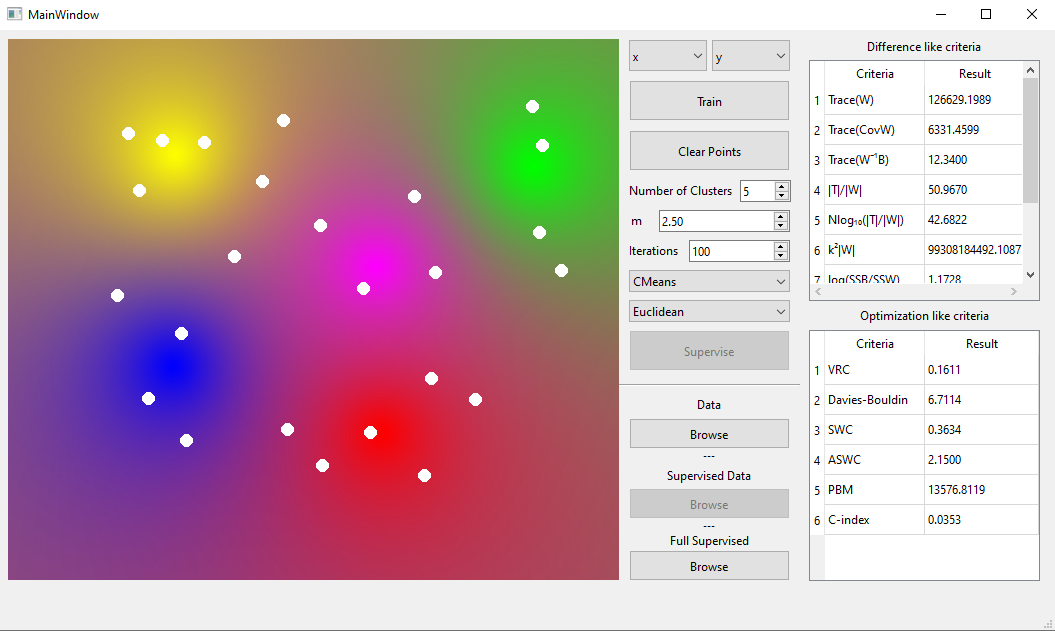 MainWindow
x y
Train
Clear Points
Number of Clusters 5
m 2.50
Iterations 100
CMeans
Euclidean
Supervise
Data
Browse
---
Supervised Data
Browse
---
Full Supervised
Browse
Difference like criteria
Criteria Result
1 Trace(W) 126629.1989
2 Trace(CovW) 6331.4599
3 Trace(W⁻¹B) 12.3400
4 |T|/|W| 50.9670
5 Nlog₁₀(|T|/|W|) 42.6822
6 k²|W| 99308184492.1087
7 log(SSB/SSW) 1.1728
Optimization like criteria
Criteria Result
1 VRC 0.1611
2 Davies-Bouldin 6.7114
3 SWC 0.3634
4 ASWC 2.1500
5 PBM 13576.8119
6 C-index 0.0353